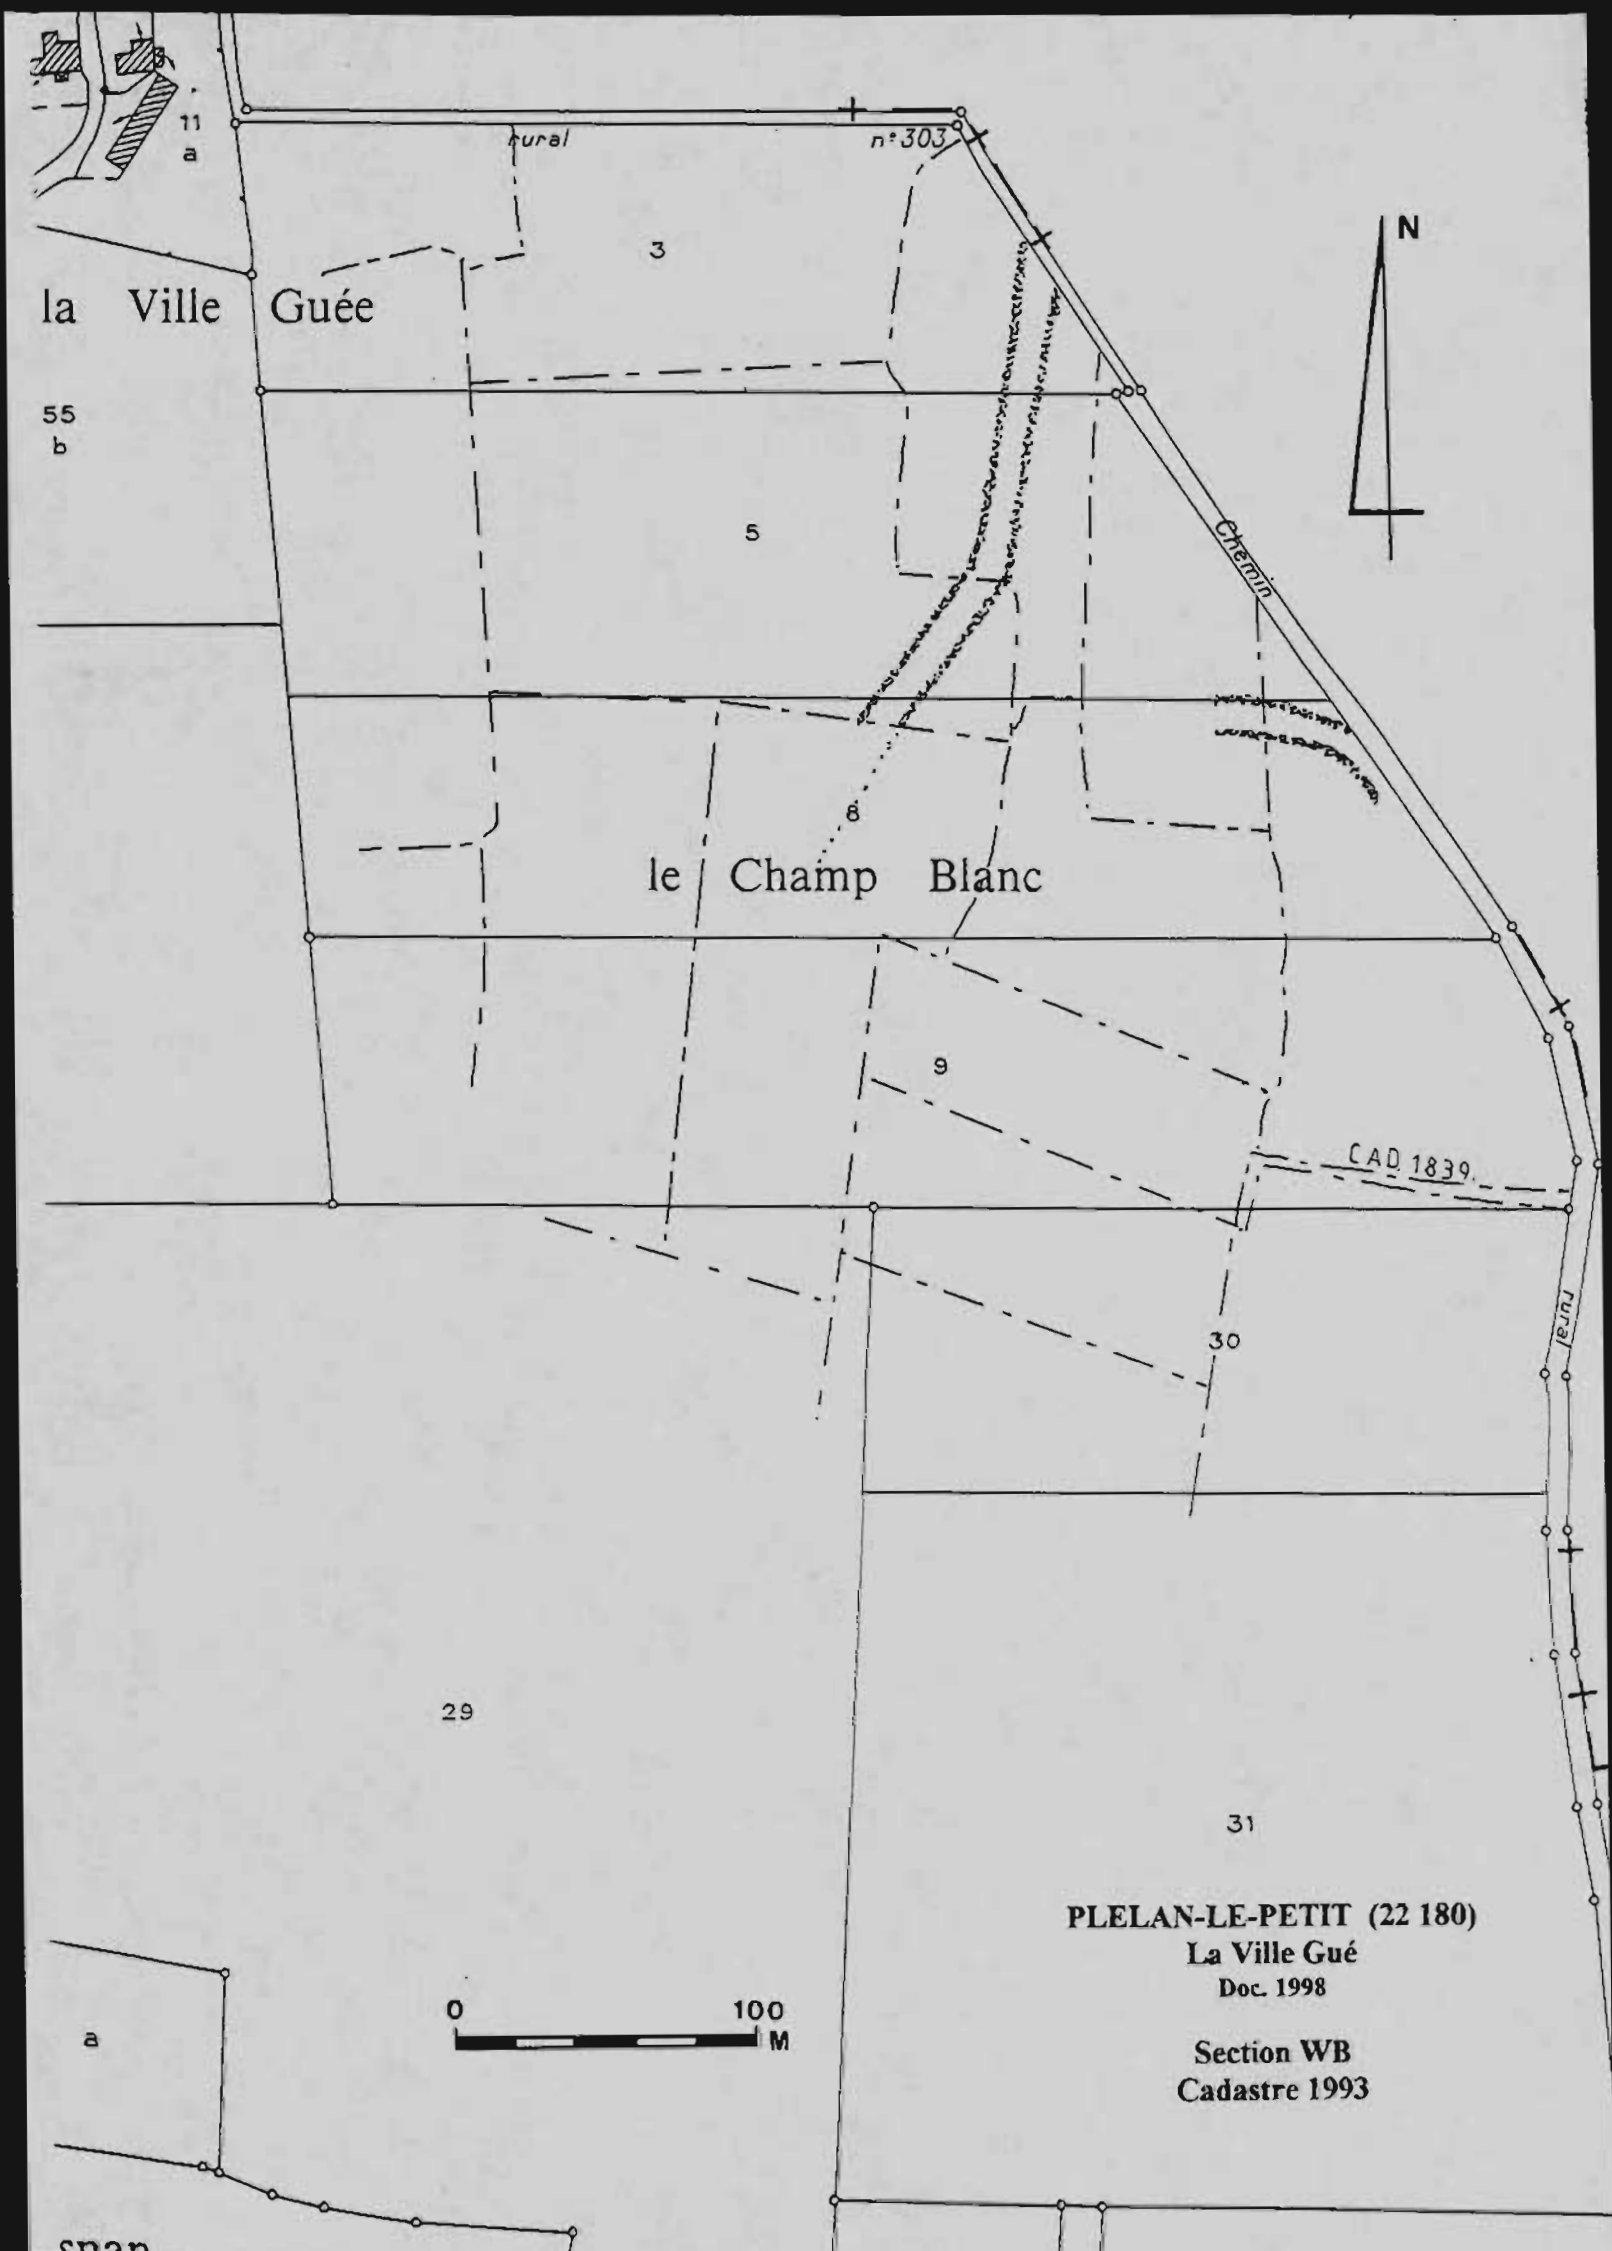 11
a
rural
n°303
3
N
la Ville Guée
55
b
5
Chemin
8
le Champ Blanc
9
CAD 1839.
rural
30
29
31
PLELAN-LE-PETIT (22 180)
La Ville Gué
Doc. 1998
0 100
M
a
Section WB
Cadastre 1993